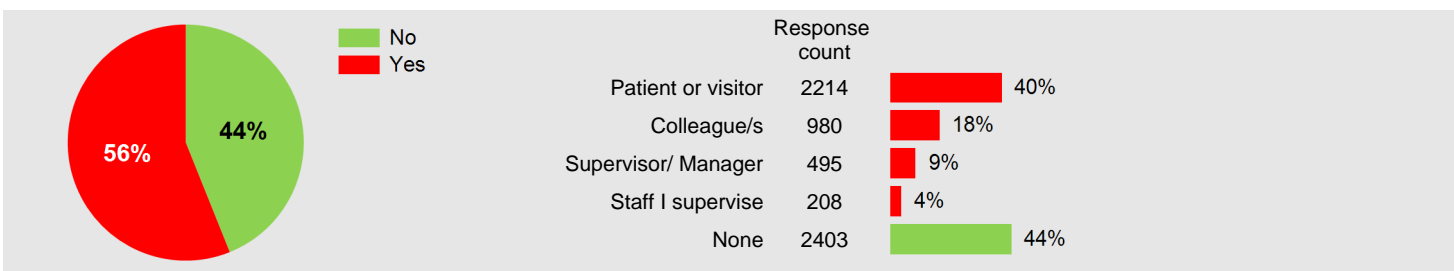 No
Yes
44%
56%
Response
count
Patient or visitor 2214 40%
Colleague/s 980 18%
Supervisor/ Manager 495 9%
Staff I supervise 208 4%
None 2403 44%